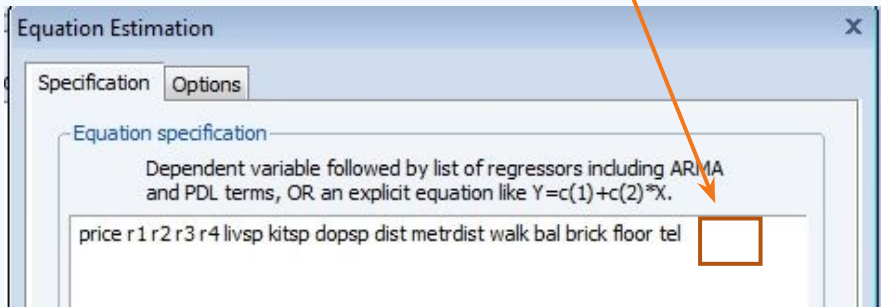 Equation Estimation
Specification Options
Equation specification
Dependent variable followed by list of regressors including ARMA
and PDL terms, OR an explicit equation like Y=c(1)+c(2)*X.
price r1 r2 r3 r4 livsp kitsp dopsp dist metrdist walk bal brick floor tel